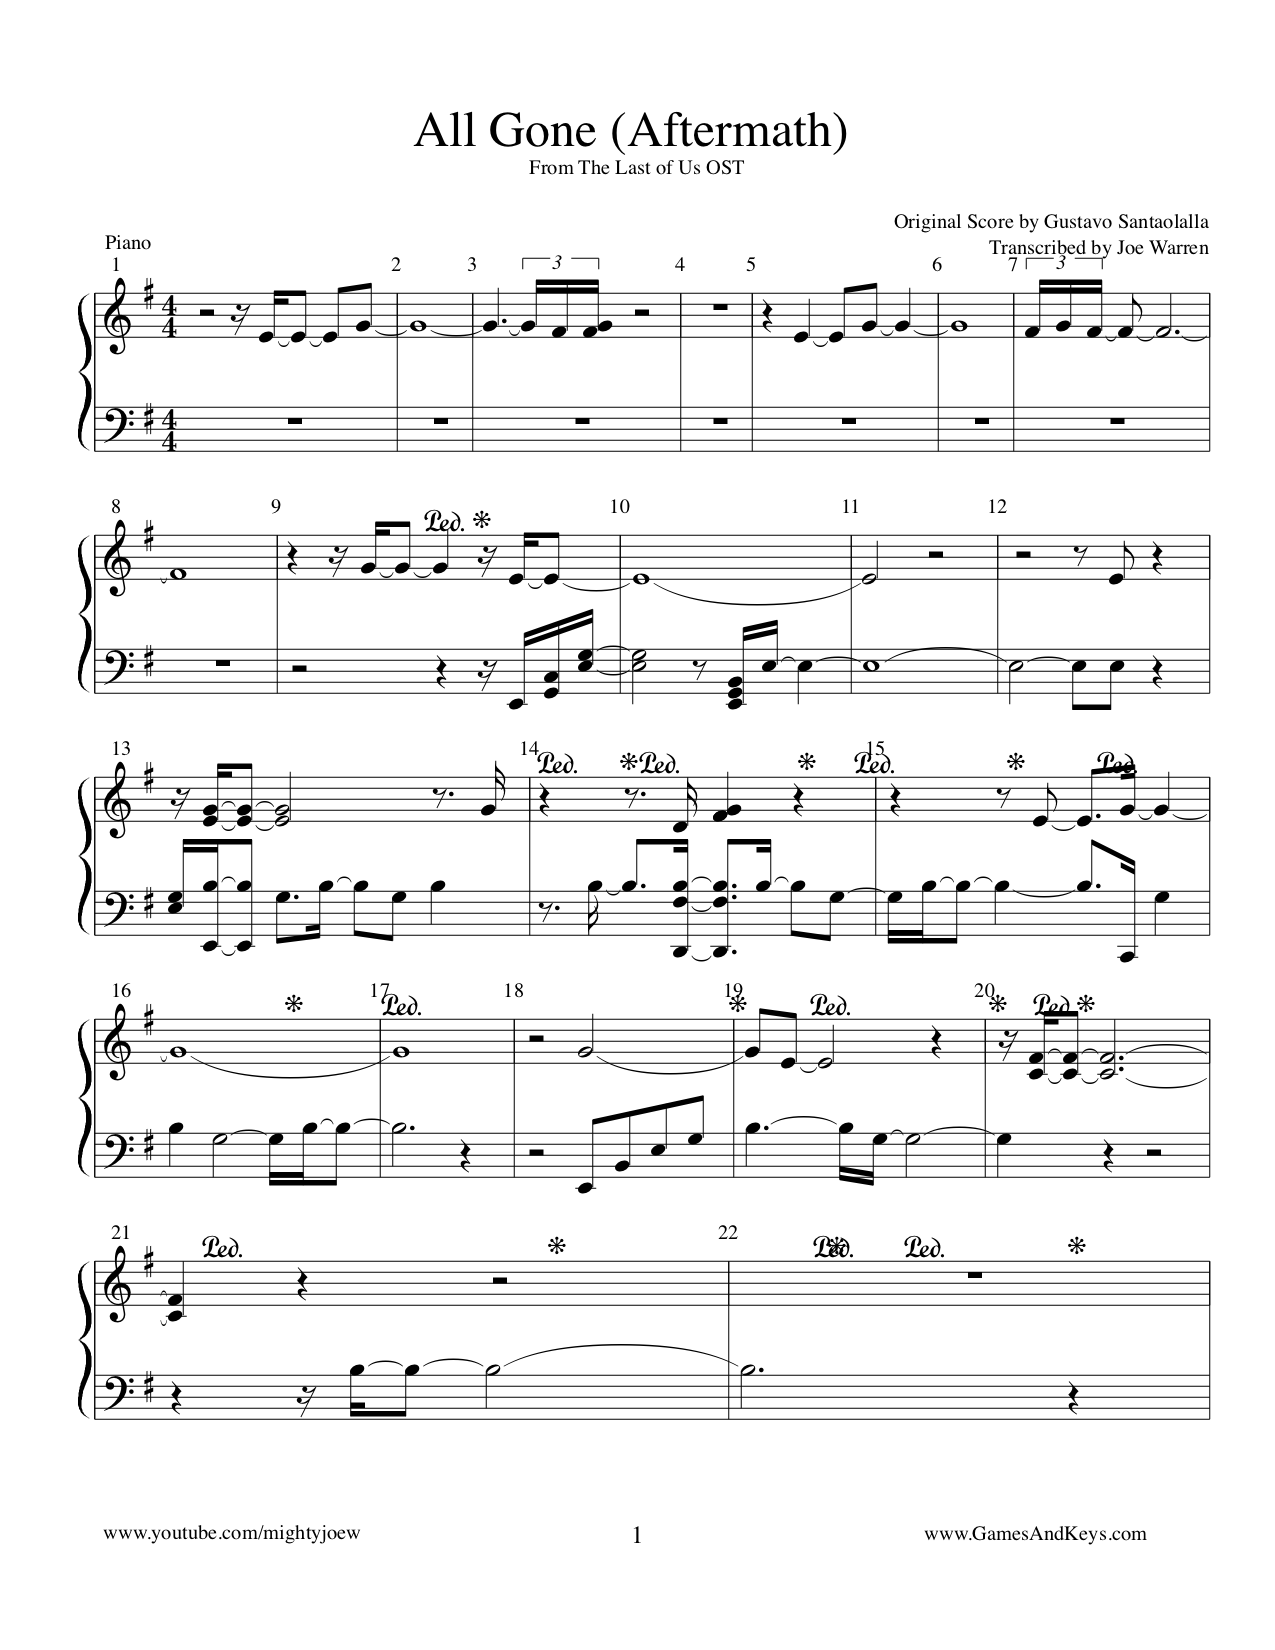 All Gone (Aftermath)
From The Last of Us OST
Original Score by Gustavo Santaolalla
Piano
Transcribed by Joe Warren
1 2 3 3 4 5 6 7 3
4 4
4 4
8 9 Ped. 10 11 12
13 14 Ped. Ped. 15 Ped. Ped.
16 17 Ped. 18 19 Ped. 20 Ped.
21 Ped. 22 Ped. Ped.
www.youtube.com/mightyjoew 1 www.GamesAndKeys.com